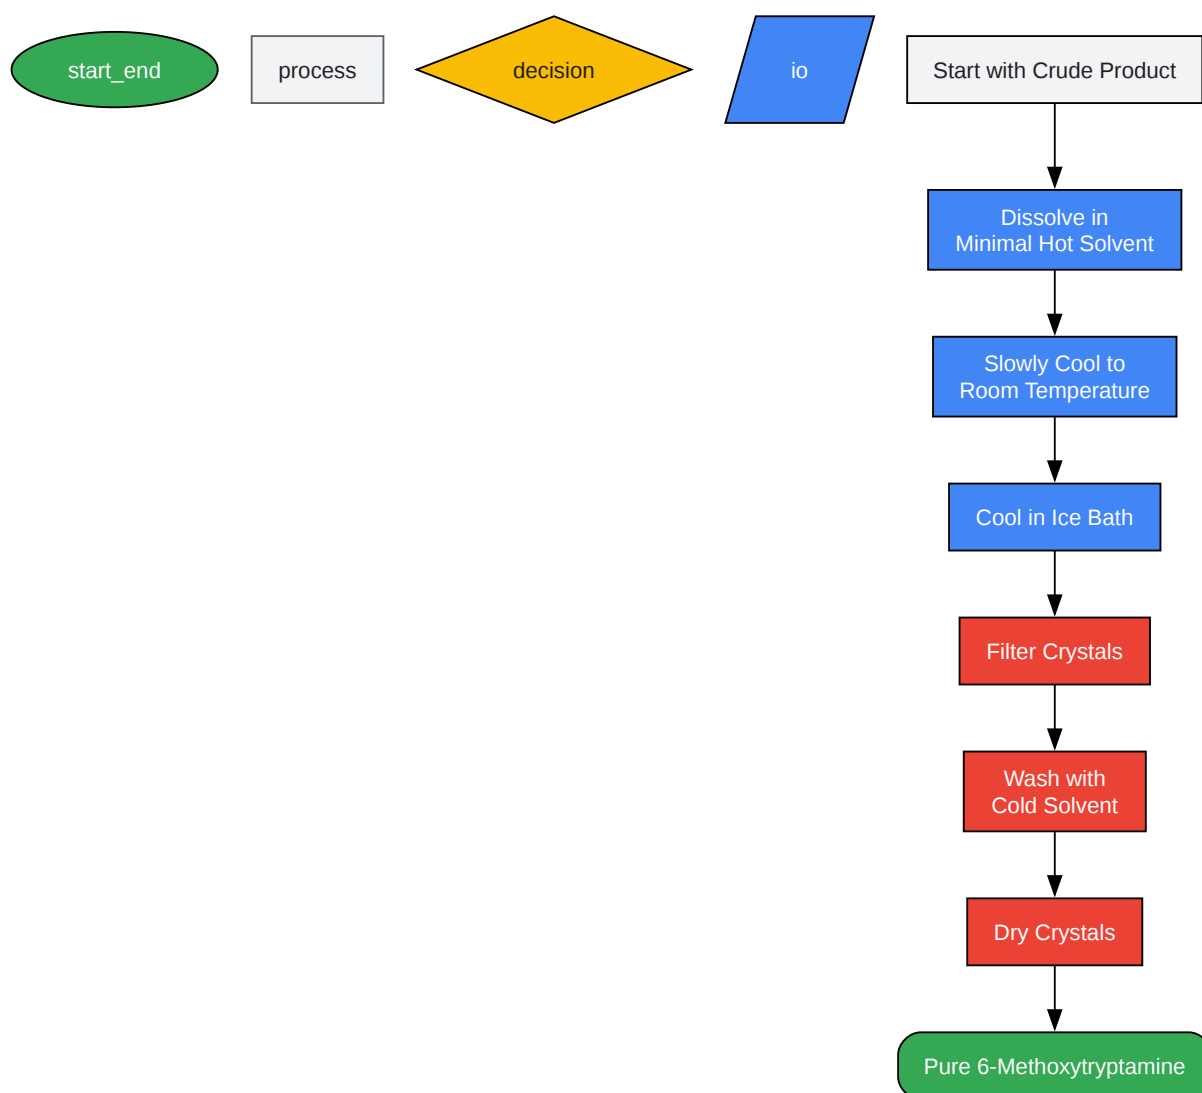 start_end
process
decision
io
Start with Crude Product
Dissolve in
Minimal Hot Solvent
Slowly Cool to
Room Temperature
Cool in Ice Bath
Filter Crystals
Wash with
Cold Solvent
Dry Crystals
Pure 6-Methoxytryptamine